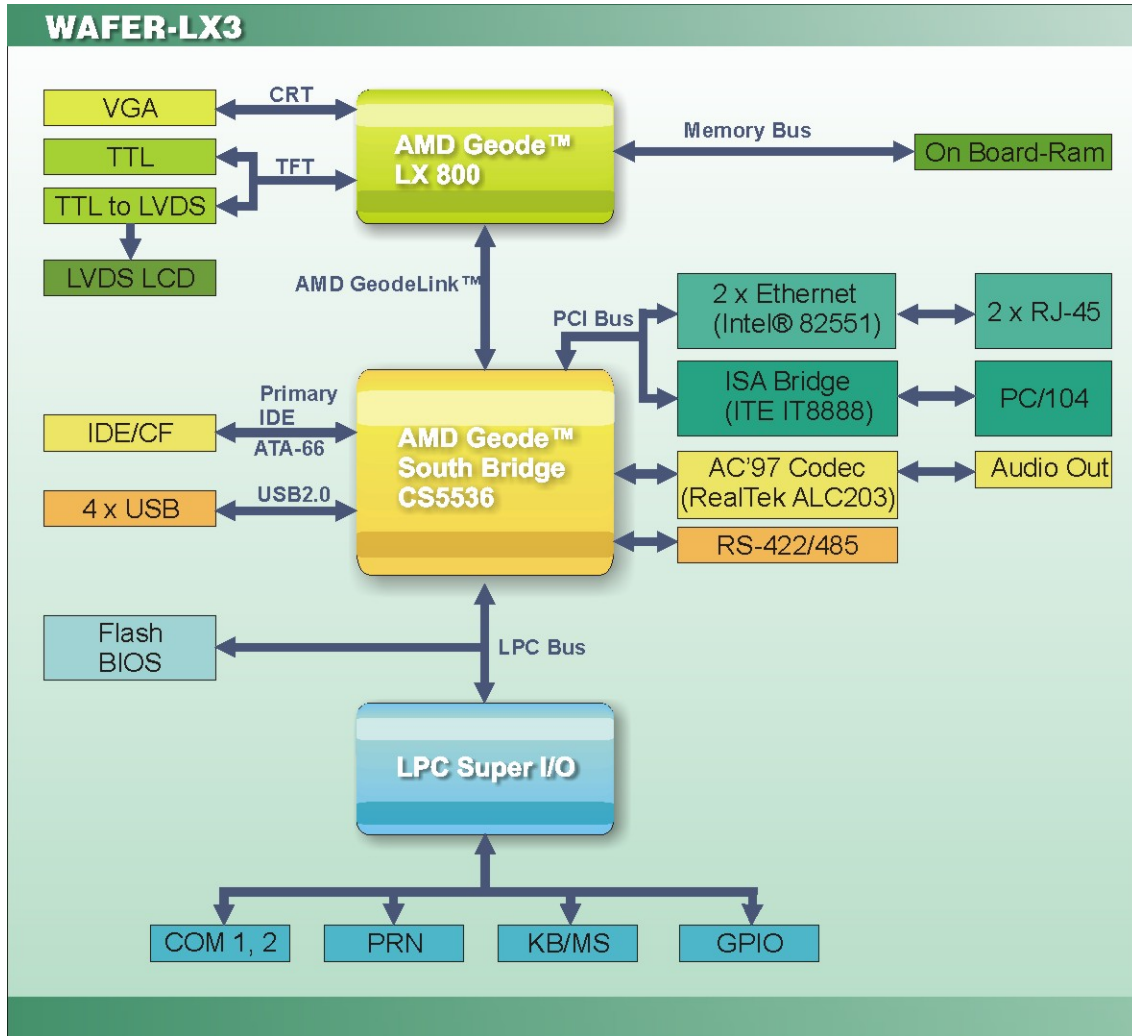 WAFER-LX3
VGA
CRT
AMD Geode™
LX 800
Memory Bus
On Board-Ram
TTL
TFT
TTL to LVDS
LVDS LCD
AMD GeodeLink™
PCI Bus
2 x Ethernet
(Intel® 82551)
2 x RJ-45
ISA Bridge
(ITE IT8888)
PC/104
Primary
IDE
ATA-66
IDE/CF
AMD Geode™
South Bridge
CS5536
AC'97 Codec
(RealTek ALC203)
Audio Out
4 x USB
USB2.0
RS-422/485
Flash
BIOS
LPC Bus
LPC Super I/O
COM 1, 2
PRN
KB/MS
GPIO